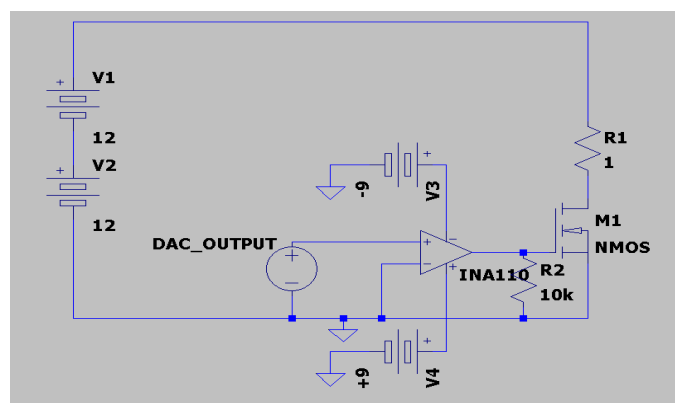 V1
12
V2
12
R1
1
-9
V3
M1
NMOS
DAC_OUTPUT
INA110
R2
10k
+9
V4